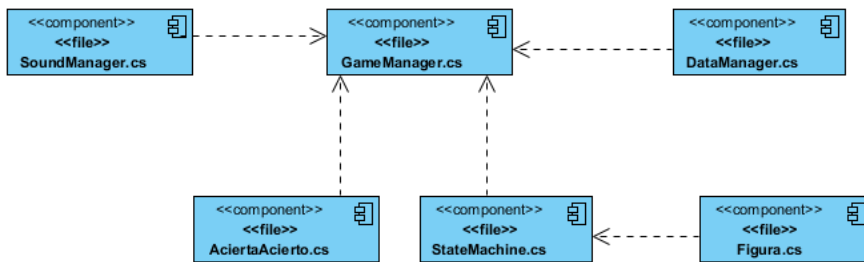 <<component>>
<<file>>
SoundManager.cs
<<component>>
<<file>>
GameManager.cs
<<component>>
<<file>>
DataManager.cs
<<component>>
<<file>>
AciertaAcierto.cs
<<component>>
<<file>>
StateMachine.cs
<<component>>
<<file>>
Figura.cs